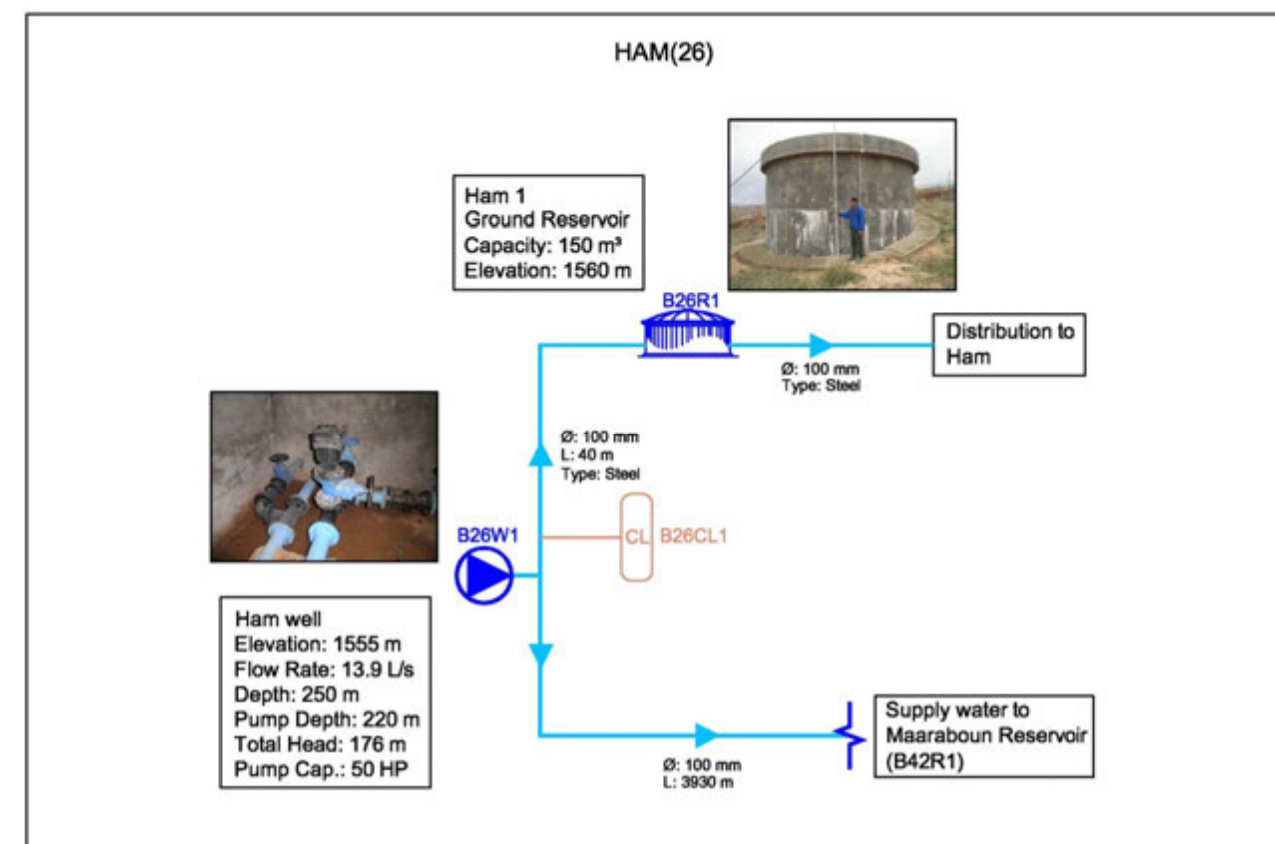 HAM(26)
Ham 1
Ground Reservoir
Capacity: 150 m³
Elevation: 1560 m
B26R1
Distribution to
Ham
Ø: 100 mm
Type: Steel
Ø: 100 mm
L: 40 m
Type: Steel
B26W1
CL
B26CL1
Ham well
Elevation: 1555 m
Flow Rate: 13.9 L/s
Depth: 250 m
Pump Depth: 220 m
Total Head: 176 m
Pump Cap.: 50 HP
Supply water to
Maaraboun Reservoir
(B42R1)
Ø: 100 mm
L: 3930 m